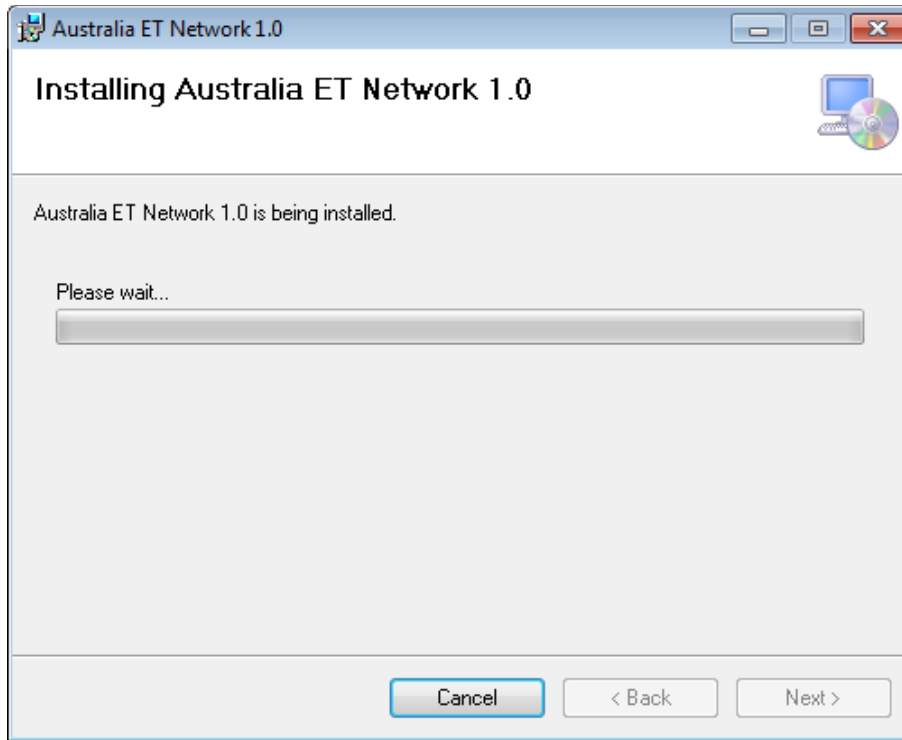 Australia ET Network 1.0
Installing Australia ET Network 1.0
Australia ET Network 1.0 is being installed.
Please wait...
Cancel
< Back
Next >